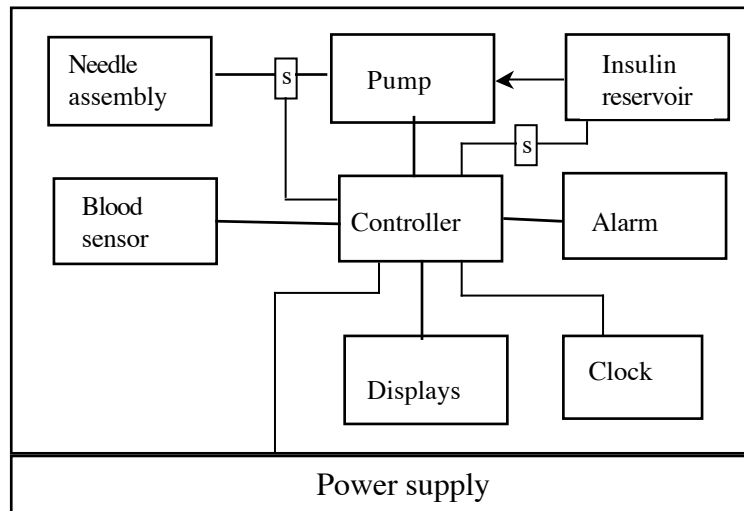 Needle
assembly
s
Pump
Insulin
reservoir
s
Blood
sensor
Controller
Alarm
Displays
Clock
Power supply